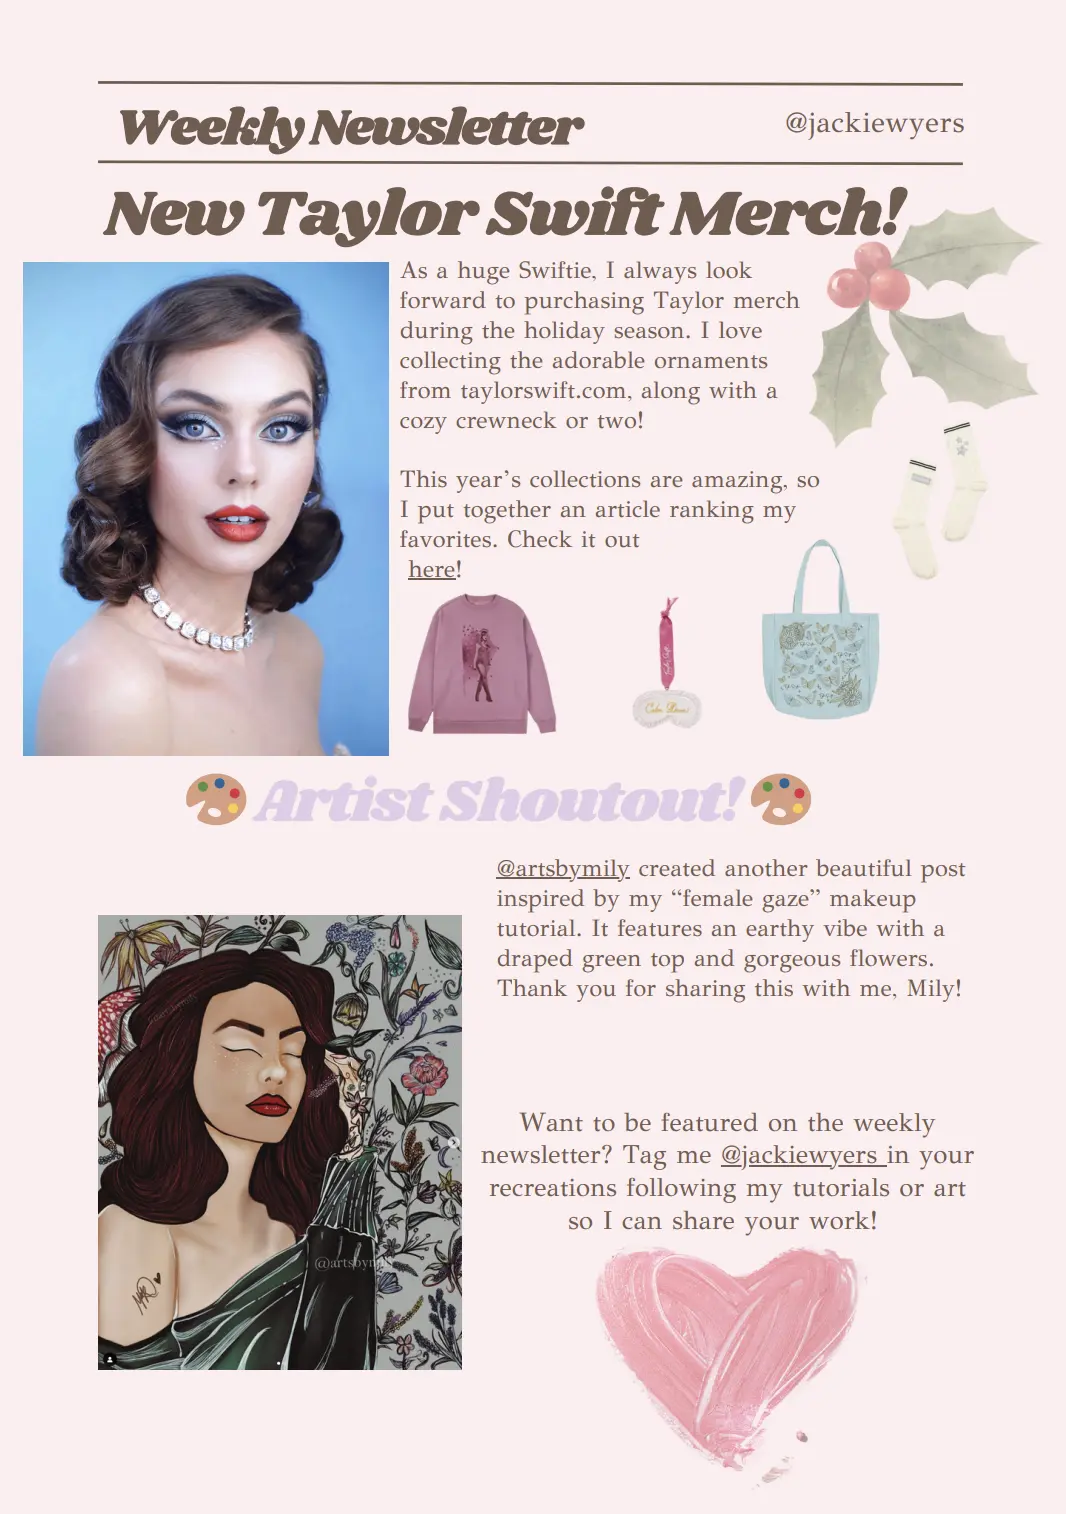 Weekly Newsletter
@jackiewyers
New Taylor Swift Merch!
As a huge Swiftie, I always look
forward to purchasing Taylor merch
during the holiday season. I love
collecting the adorable ornaments
from taylorswift.com, along with a
cozy crewneck or two!
This year’s collections are amazing, so
I put together an article ranking my
favorites. Check it out
here!
Artist Shoutout!
@artsbymily created another beautiful post
inspired by my “female gaze” makeup
tutorial. It features an earthy vibe with a
draped green top and gorgeous flowers.
Thank you for sharing this with me, Mily!
@artsbymily
Want to be featured on the weekly
newsletter? Tag me @jackiewyers in your
recreations following my tutorials or art
so I can share your work!